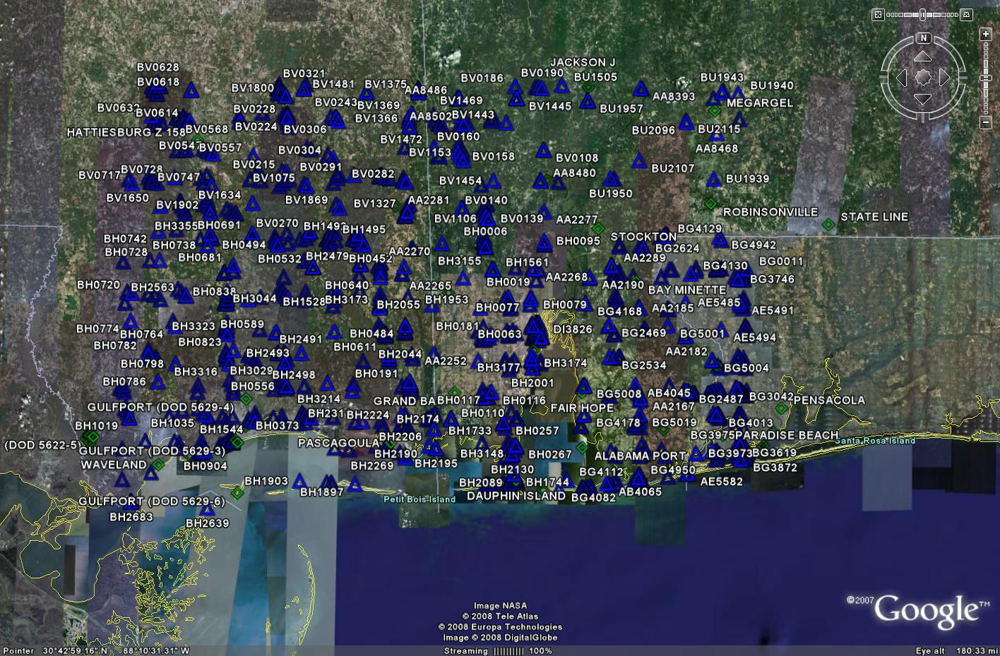 N
JACKSON J
BV0628
BV0321
BV0186
BV0190
BU1505
BU1943
BV0618
BV1800
BV1481
BV1375
AA8486
BU1940
BV0243
BV1369
BV1469
BV1445
BU1957
AA8393
MEGARGEL
BV0614
BV0228
BV1366
AA8502
BV1443
HATTIESBURG Z 158
BV0568
BV0224
BV0306
BU2096
BU2115
BV0557
BV0304
BV1472
BV0160
AA8468
BV1153
BV0158
BV0108
BV0717
BV0728
BV0747
BV0215
BV0291
BV0282
BU2107
BV1075
BV1454
AA8480
BU1939
BV1650
BV1634
BV1869
BV1327
AA2281
BV0140
BU1950
BV1902
BV1106
BV0139
AA2277
ROBINSONVILLE
STATE LINE
BH3355
BH0691
BV0270
BH1495
BH0006
STOCKTON
BG4129
BH0742
BH0738
BH0494
BH0095
BG2624
BG4942
BH0728
BH0681
BH0532
BH2479
BH0452
AA2270
BH3155
BH1561
AA2289
BG4130
BG0011
BH0720
BH2563
BH0838
BH0640
AA2265
BH0019
AA2268
AA2190
BAY MINETTE
BG3746
BH3044
BH1528
BH3173
BH2055
BH1953
BH0077
BH0079
BG4168
AA2185
AE5485
AE5491
BH0774
BH0764
BH3323
BH0589
BH2491
BH0484
BH0181
BH0063
DI3826
BG2469
BG5001
AE5494
BH0782
BH0823
BH2493
BH0611
BH2044
AA2182
BH0798
BH3316
BH3029
BH2498
BH0191
AA2252
BH3177
BH3174
BG2534
BG5004
BH0786
BH0556
BH3214
BH2001
BG5008
AB4045
BG2487
BG3042
PENSACOLA
GULFPORT (DOD 5629-4)
GRAND BA
BH0117
BH0116
FAIR HOPE
AA2167
BH1019
BH1035
BH1544
BH0373
BH2224
BH2174
BH0110
BG4178
BG5019
BG4013
(DOD 5622-5)
GULFPORT (DOD 5629-3)
PASCAGOULA
BH2206
BH1733
BH0257
BG3975
PARADISE BEACH
Santa Rosa Island
WAVELAND
BH0904
BH2190
BH2195
BH3148
BH0267
ALABAMA PORT
BG3973
BG3619
BH2269
BH2130
BG4112
BG4950
BG3872
BH1903
BH1897
BH2089
BH1744
AB4065
AE5582
GULFPORT (DOD 5629-6)
Petit Bois Island
DAUPHIN ISLAND
BG4082
BH2683
BH2639
Image NASA
© 2008 Tele Atlas
© 2008 Europa Technologies
Image © 2008 DigitalGlobe
©2007 Google™
Pointer 30°42'59.16" N 88°10'31.31" W
Streaming |||||||||| 100%
Eye alt 180.33 mi